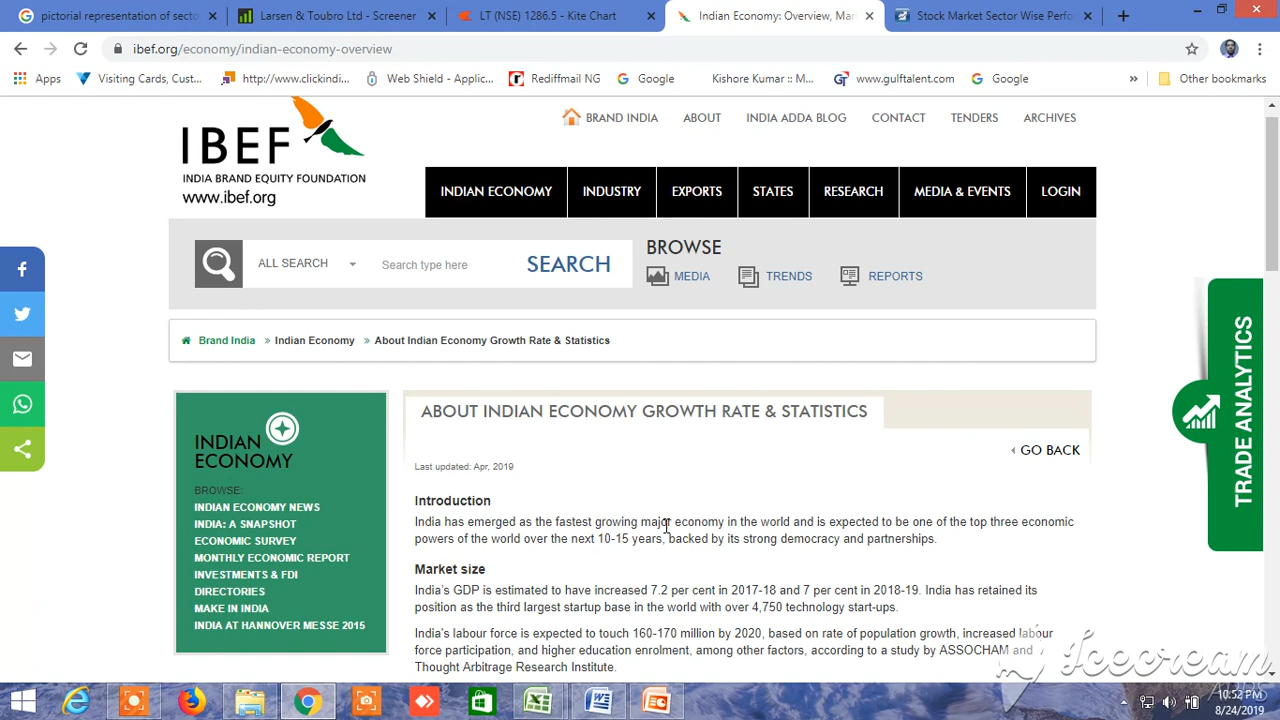 pictorial representation of secto
Larsen & Toubro Ltd - Screener
LT (NSE) 1286.5 - Kite Chart
Indian Economy: Overview, Mar
Stock Market Sector Wise Perfo
ibef.org/economy/indian-economy-overview
Apps
Visiting Cards, Cust...
http://www.clickindi...
Web Shield - Applic...
Rediffmail NG
Google
Kishore Kumar :: M...
www.gulftalent.com
Google
»
Other bookmarks
IBEF
INDIA BRAND EQUITY FOUNDATION
www.ibef.org
BRAND INDIA
ABOUT
INDIA ADDA BLOG
CONTACT
TENDERS
ARCHIVES
INDIAN ECONOMY
INDUSTRY
EXPORTS
STATES
RESEARCH
MEDIA & EVENTS
LOGIN
ALL SEARCH
Search type here
SEARCH
BROWSE
MEDIA
TRENDS
REPORTS
Brand India » Indian Economy » About Indian Economy Growth Rate & Statistics
TRADE ANALYTICS
INDIAN
ECONOMY
BROWSE:
INDIAN ECONOMY NEWS
INDIA: A SNAPSHOT
ECONOMIC SURVEY
MONTHLY ECONOMIC REPORT
INVESTMENTS & FDI
DIRECTORIES
MAKE IN INDIA
INDIA AT HANNOVER MESSE 2015
ABOUT INDIAN ECONOMY GROWTH RATE & STATISTICS
GO BACK
Last updated: Apr, 2019
Introduction
India has emerged as the fastest growing major economy in the world and is expected to be one of the top three economic
powers of the world over the next 10-15 years, backed by its strong democracy and partnerships.
Market size
India's GDP is estimated to have increased 7.2 per cent in 2017-18 and 7 per cent in 2018-19. India has retained its
position as the third largest startup base in the world with over 4,750 technology start-ups.
India's labour force is expected to touch 160-170 million by 2020, based on rate of population growth, increased labour
force participation, and higher education enrolment, among other factors, according to a study by ASSOCHAM and
Thought Arbitrage Research Institute.
Icecream
10:52 PM
8/24/2019